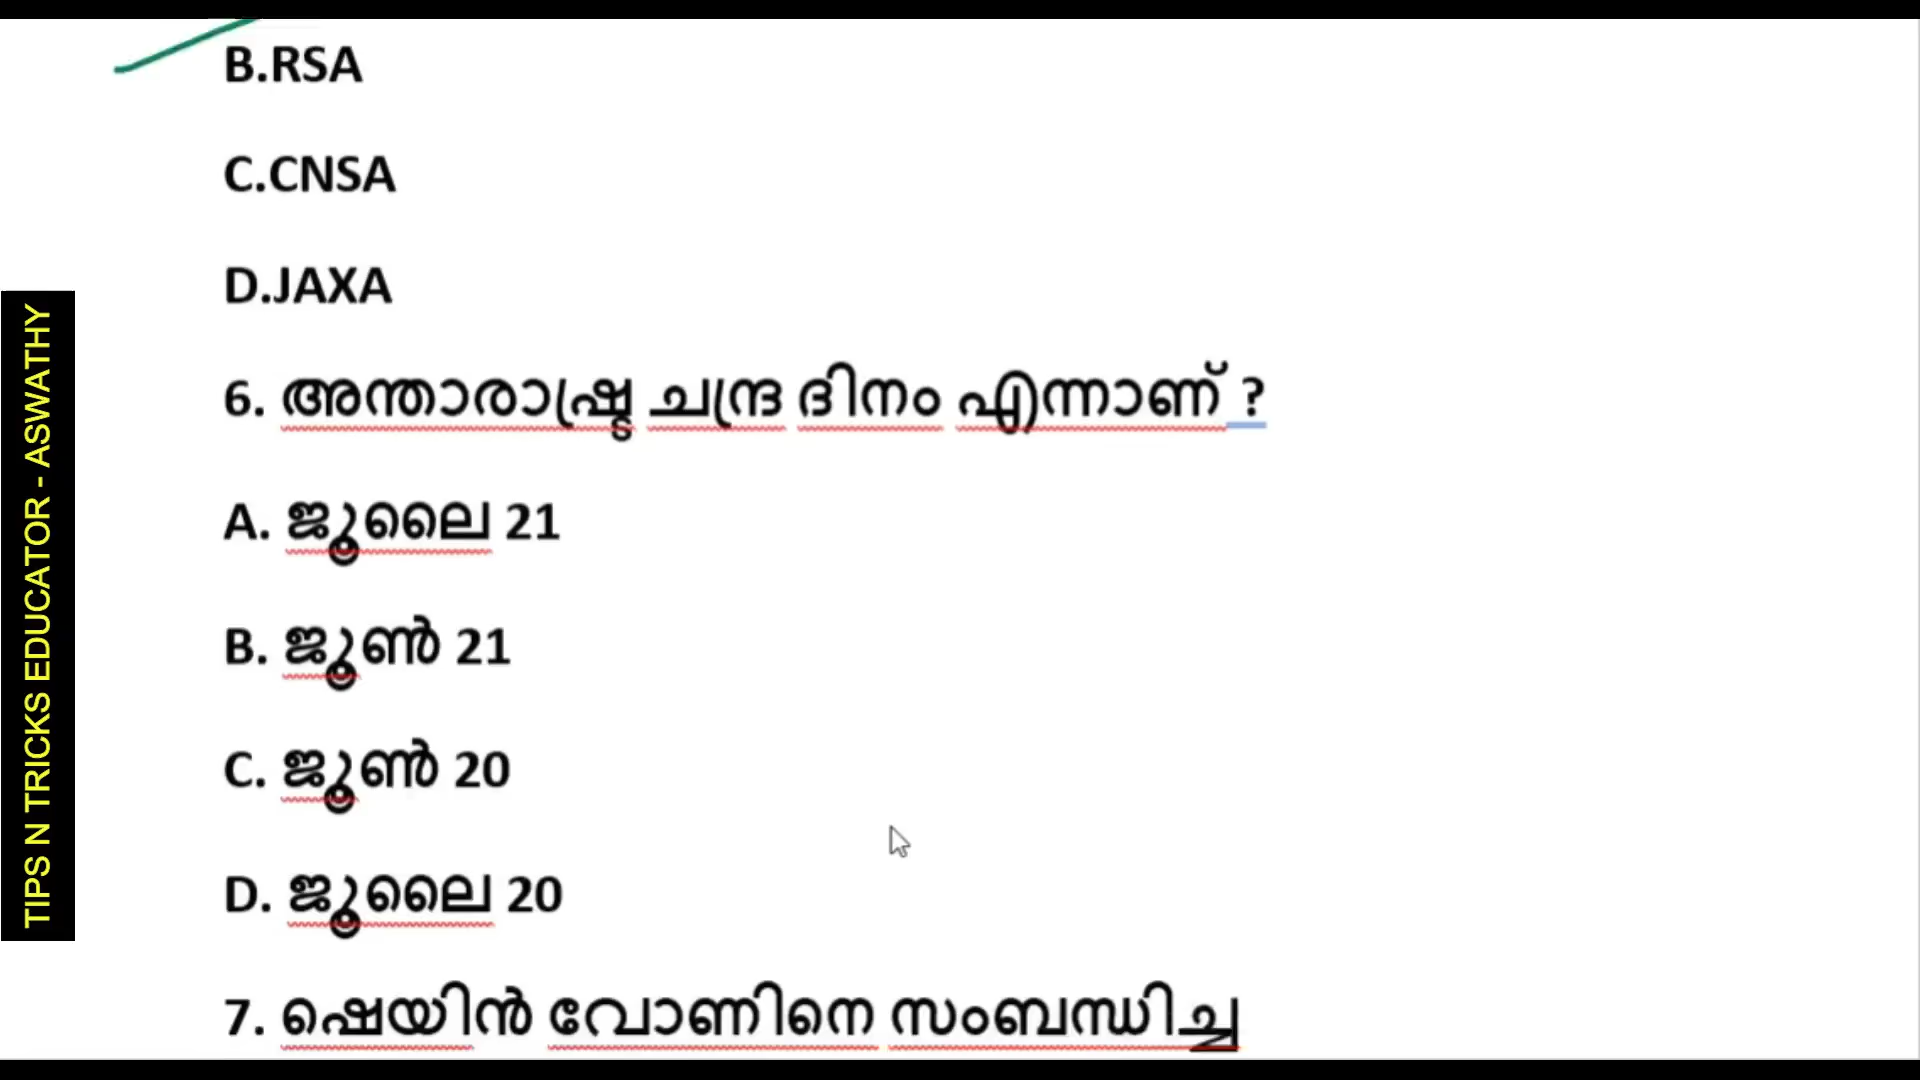 B.RSA
C.CNSA
D.JAXA
6. അന്താരാഷ്ട്ര ചന്ദ്ര ദിനം എന്നാണ് ?
A. ജൂലൈ 21
B. ജൂൺ 21
C. ജൂൺ 20
D. ജൂലൈ 20
7. ഷെയിൻ വോണിനെ സംബന്ധിച്ച
TIPS N TRICKS EDUCATOR - ASWATHY